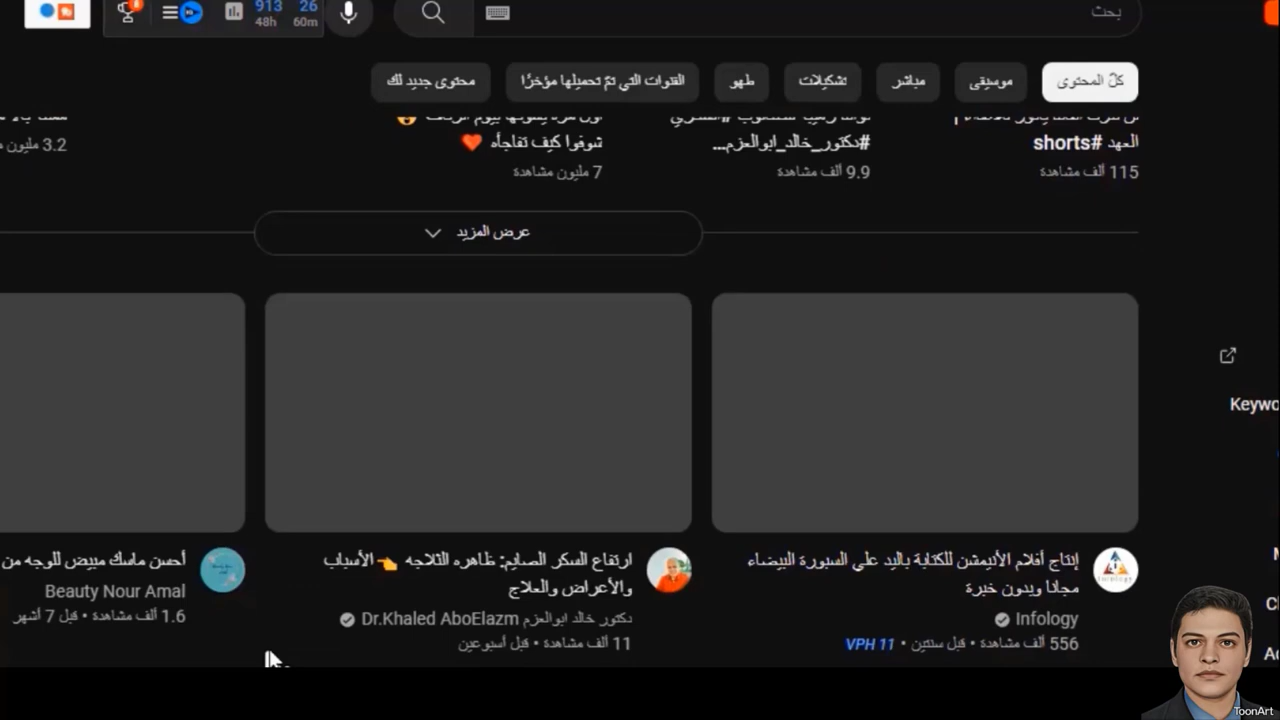 913
26
48h
60m
بحث
كلّ المحتوى
موسيقى
مباشر
تشكيلات
طهو
القنوات التي تمّ تحميلها مؤخرًا
محتوى جديد لك
العهد #shorts
115 ألف مشاهدة
#دكتور_خالد_ابوالعزم...
9.9 ألف مشاهدة
شوفوا كيف تفاجأه ❤️
7 مليون مشاهدة
3.2 مليون
عرض المزيد
Keywo
إنتاج أفلام الأنيمشن للكتابة باليد على السبورة البيضاء
مجانا وبدون خبرة
Infology
556 ألف مشاهدة • قبل سنتين • VPH 11
ارتفاع السكر الصايم: ظاهره الثلاجه 👈 الأسباب
والأعراض والعلاج
دكتور خالد ابوالعزم Dr.Khaled AboElazm
11 ألف مشاهدة • قبل أسبوعين
أحسن ماسك مبيض للوجه من
Beauty Nour Amal
1.6 ألف مشاهدة • قبل 7 أشهر
ToonArt